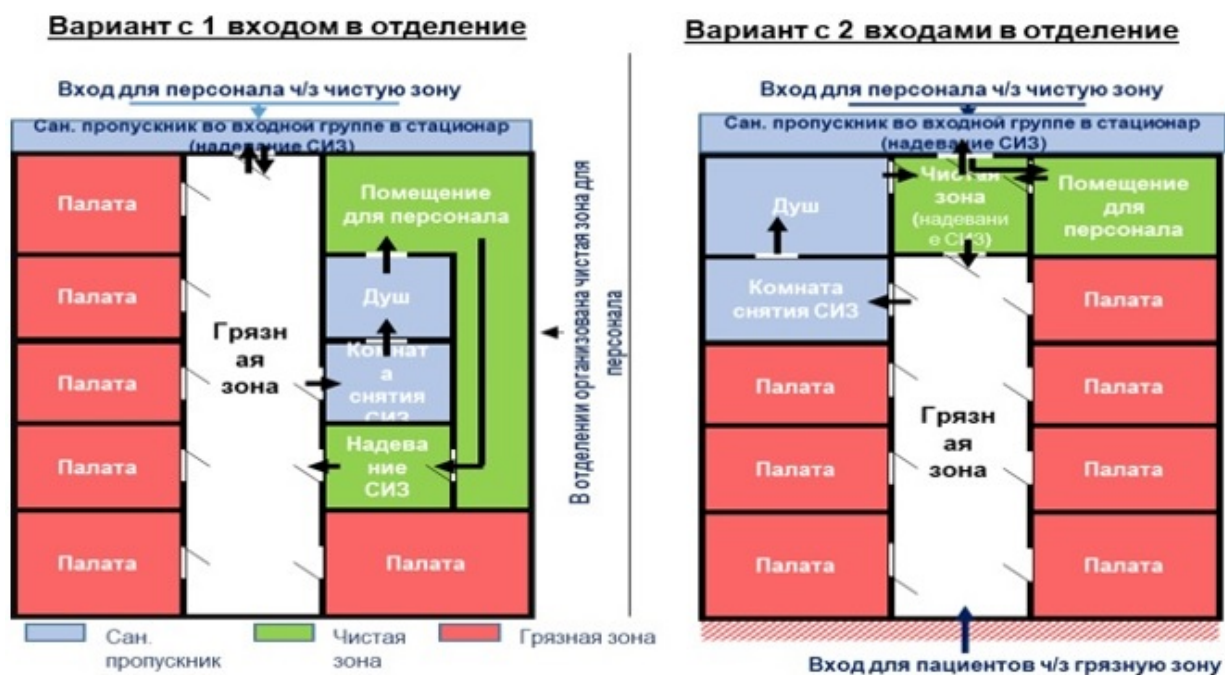 Вариант с 1 входом в отделение
Вход для персонала ч/з чистую зону
Сан. пропускник во входной группе в стационар
(надевание СИЗ)
Палата
Палата
Палата
Палата
Палата
Грязн
ая
зона
Помещение
для персонала
Душ
Комнат
а
снятия СИЗ
Надева
ние
СИЗ
Палата
Сан.
пропускник
Чистая
зона
Грязная зона
В отделении организована чистая зона для
персонала
Вариант с 2 входами в отделение
Вход для персонала ч/з чистую зону
Сан. пропускник во входной группе в стационар
(надевание СИЗ)
Душ
Чистая
зона
(надевани
е СИЗ)
Помещение
для
персонала
Комната
снятия СИЗ
Палата
Палата
Палата
Палата
Грязн
ая
зона
Палата
Палата
Палата
Вход для пациентов ч/з грязную зону